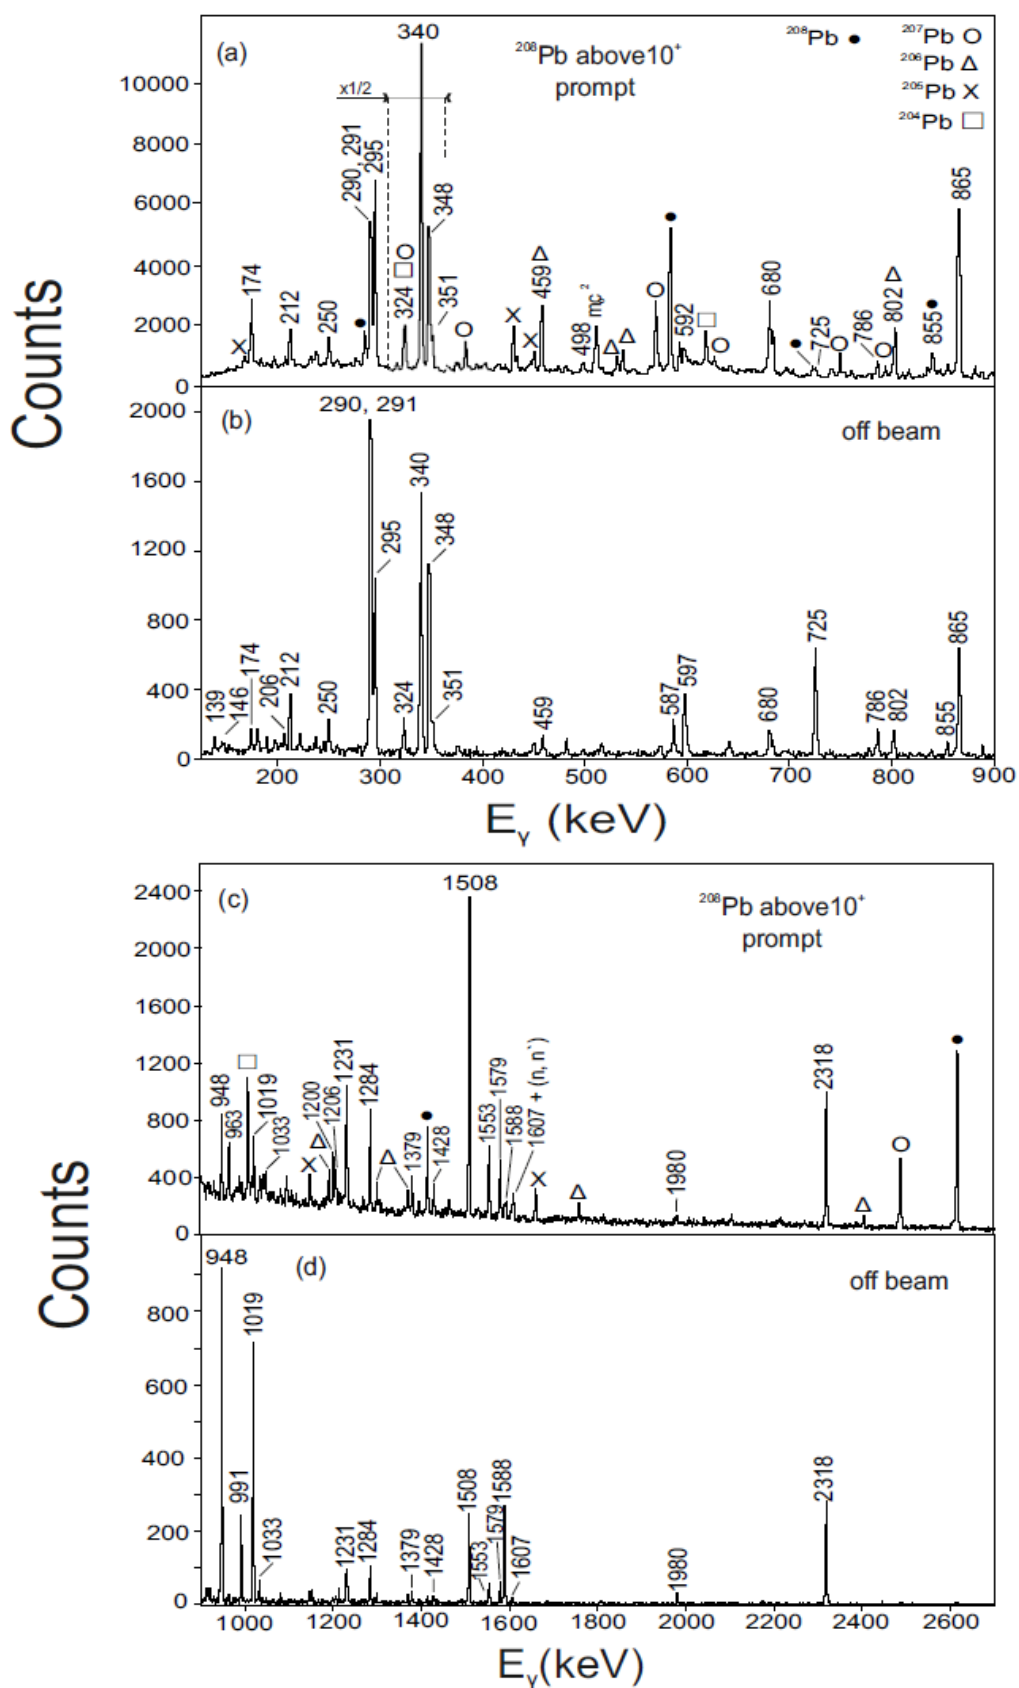 (a)
340
²⁰⁸Pb above10⁺
prompt
²⁰⁸Pb ●
²⁰⁷Pb O
²⁰⁶Pb Δ
²⁰⁵Pb X
²⁰⁴Pb □
x1/2
10000
8000
6000
4000
2000
0
Counts
X
174
212
250
●
290, 291
295
324
□ O
348
351
O
X
X
459
Δ
498
mc²
Δ
Δ
O
●
592
□
O
680
●
725
O
786
O
802
Δ
855
●
865
(b)
290, 291
off beam
2000
1600
1200
800
400
0
139
146
174
206
212
250
295
324
340
348
351
459
587
597
680
725
786
802
855
865
200 300 400 500 600 700 800 900
Eγ (keV)
(c)
1508
²⁰⁸Pb above10⁺
prompt
2400
2000
1600
1200
800
400
0
Counts
948
963
□
1019
1033
X
Δ
1200
1206
1231
1284
Δ
1379
●
1428
1553
1579
1588
1607 + (n, n`)
X
Δ
1980
2318
Δ
O
●
948
(d)
off beam
800
600
400
200
0
991
1019
1033
1231
1284
1379
1428
1508
1553
1579
1588
1607
1980
2318
1000 1200 1400 1600 1800 2000 2200 2400 2600
Eγ(keV)